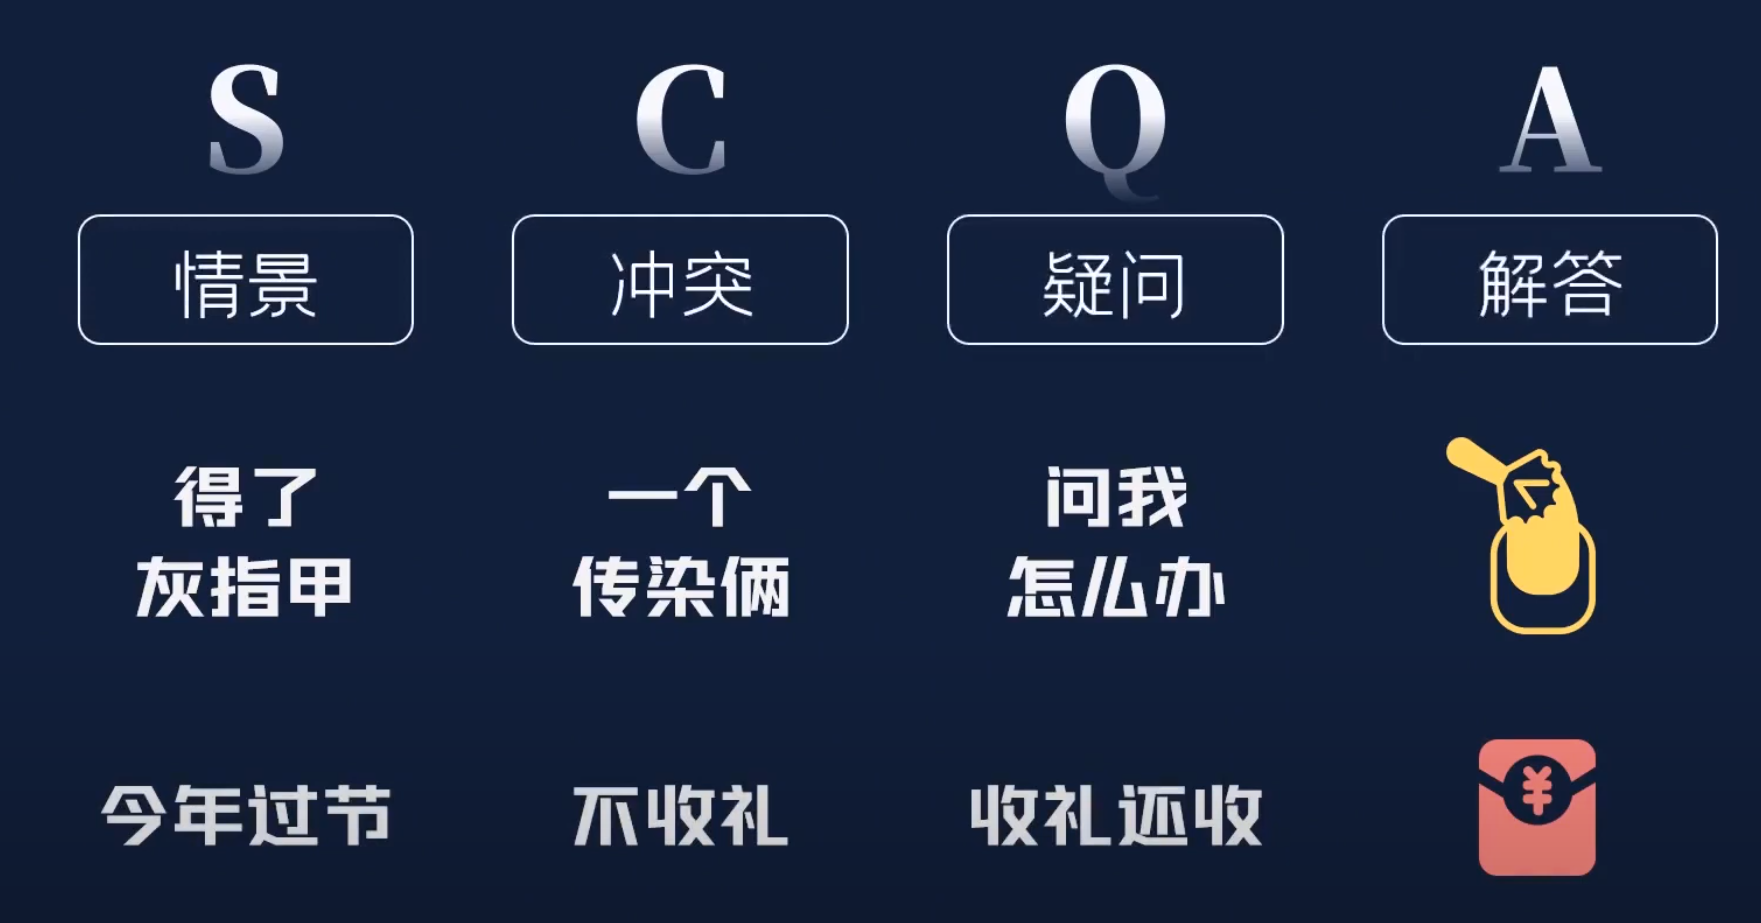 S C Q A
情景 冲突 疑问 解答
得了 一个 问我
灰指甲 传染俩 怎么办
今年过节 不收礼 收礼还收 ¥